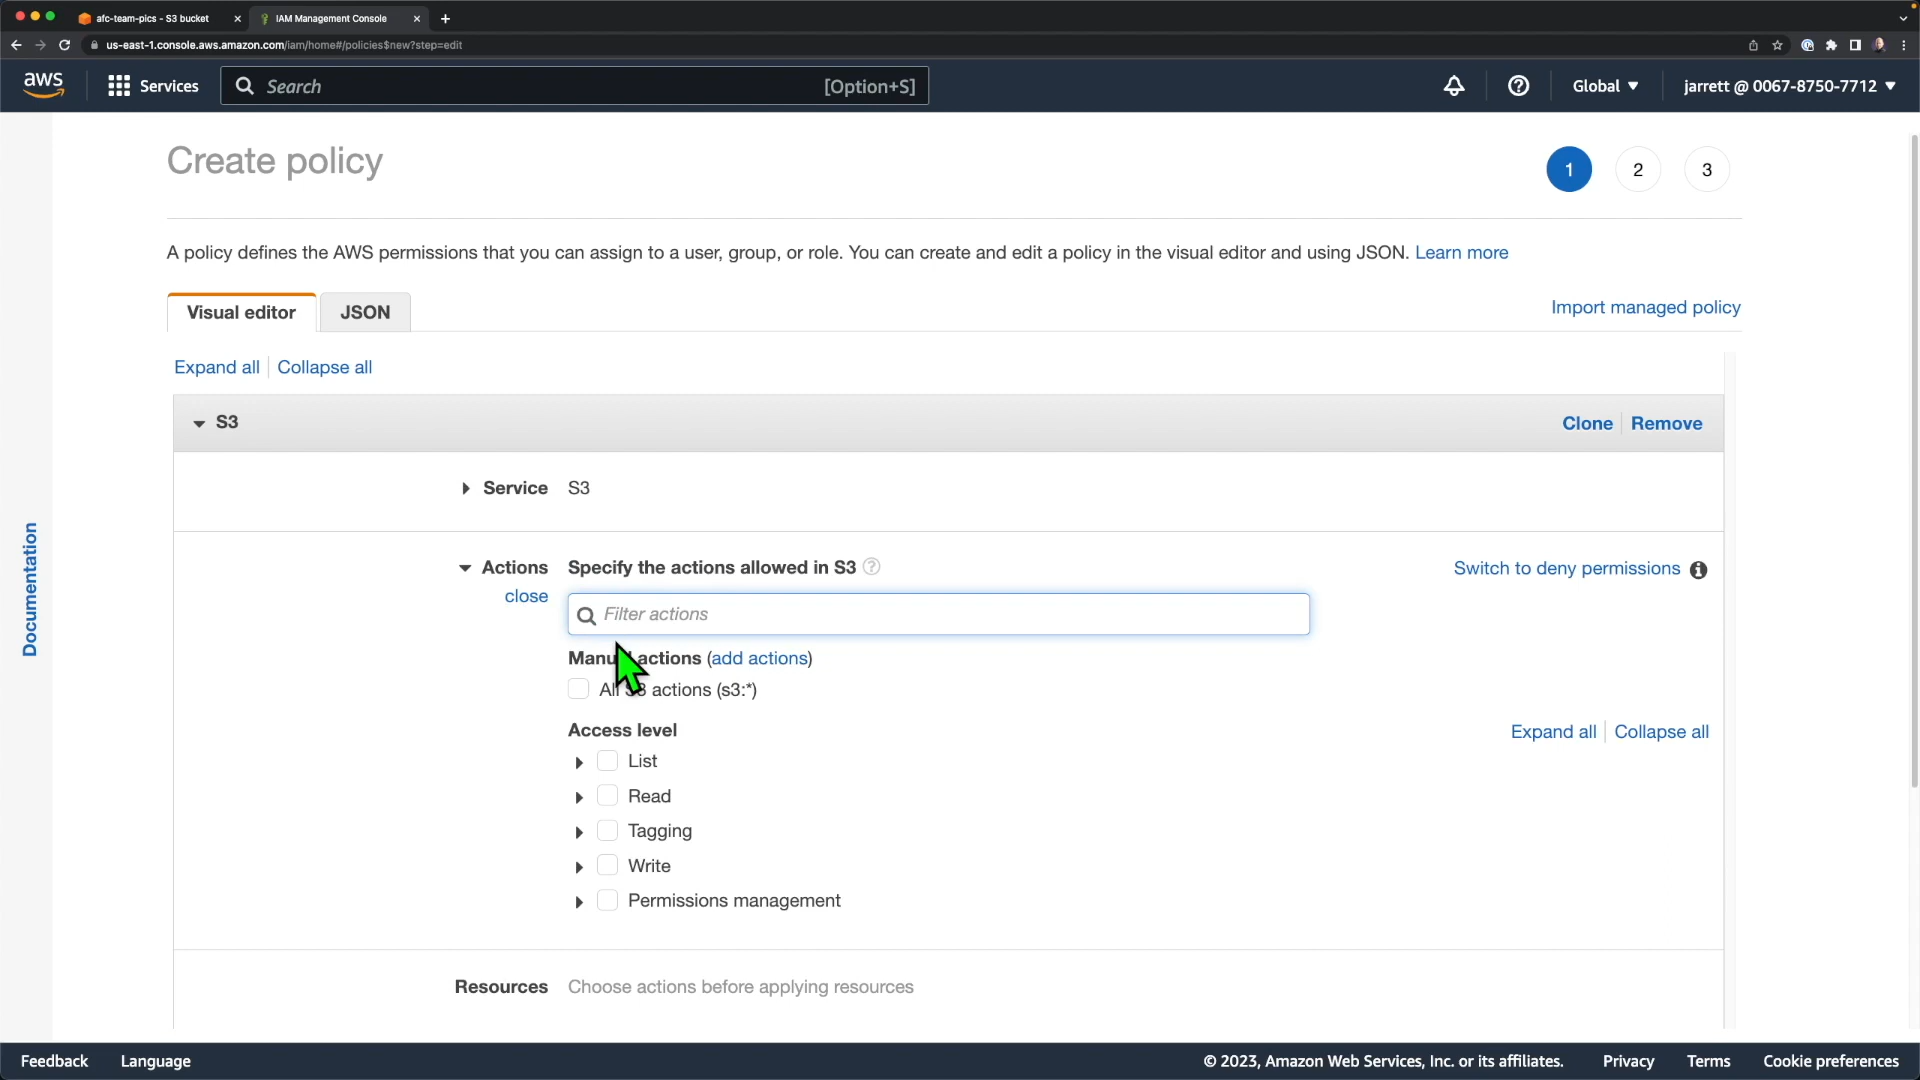 afc-team-pics - S3 bucket
IAM Management Console
us-east-1.console.aws.amazon.com/iam/home#/policies$new?step=edit
aws
Services
Search
[Option+S]
Global
jarrett @ 0067-8750-7712
Create policy
1
2
3
A policy defines the AWS permissions that you can assign to a user, group, or role. You can create and edit a policy in the visual editor and using JSON. Learn more
Visual editor
JSON
Import managed policy
Expand all
Collapse all
S3
Clone
Remove
Service
S3
Documentation
Actions
close
Specify the actions allowed in S3
Switch to deny permissions
Filter actions
Manual actions (add actions)
All S3 actions (s3:*)
Access level
Expand all
Collapse all
List
Read
Tagging
Write
Permissions management
Resources
Choose actions before applying resources
Feedback
Language
© 2023, Amazon Web Services, Inc. or its affiliates.
Privacy
Terms
Cookie preferences